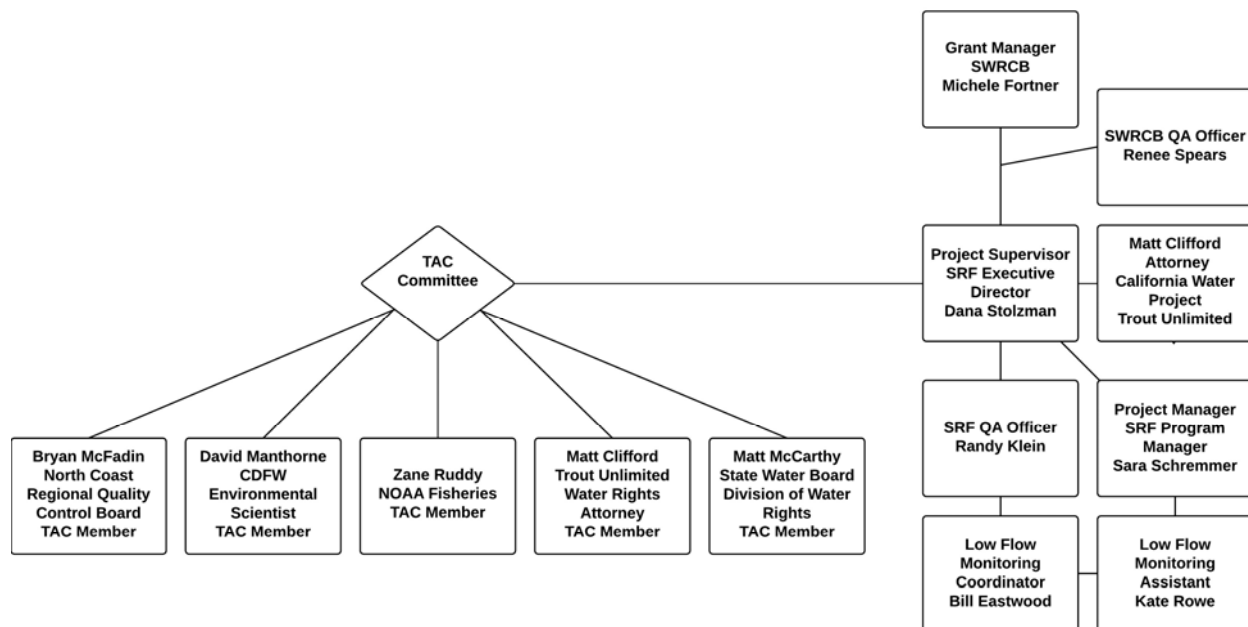 Grant Manager
SWRCB
Michele Fortner
SWRCB QA Officer
Renee Spears
TAC
Committee
Project Supervisor
SRF Executive
Director
Dana Stolzman
Matt Clifford
Attorney
California Water
Project
Trout Unlimited
SRF QA Officer
Randy Klein
Project Manager
SRF Program
Manager
Sara Schremmer
Bryan McFadin
North Coast
Regional Quality
Control Board
TAC Member
David Manthorne
CDFW
Environmental
Scientist
TAC Member
Zane Ruddy
NOAA Fisheries
TAC Member
Matt Clifford
Trout Unlimited
Water Rights
Attorney
TAC Member
Matt McCarthy
State Water Board
Division of Water
Rights
TAC Member
Low Flow
Monitoring
Coordinator
Bill Eastwood
Low Flow
Monitoring
Assistant
Kate Rowe